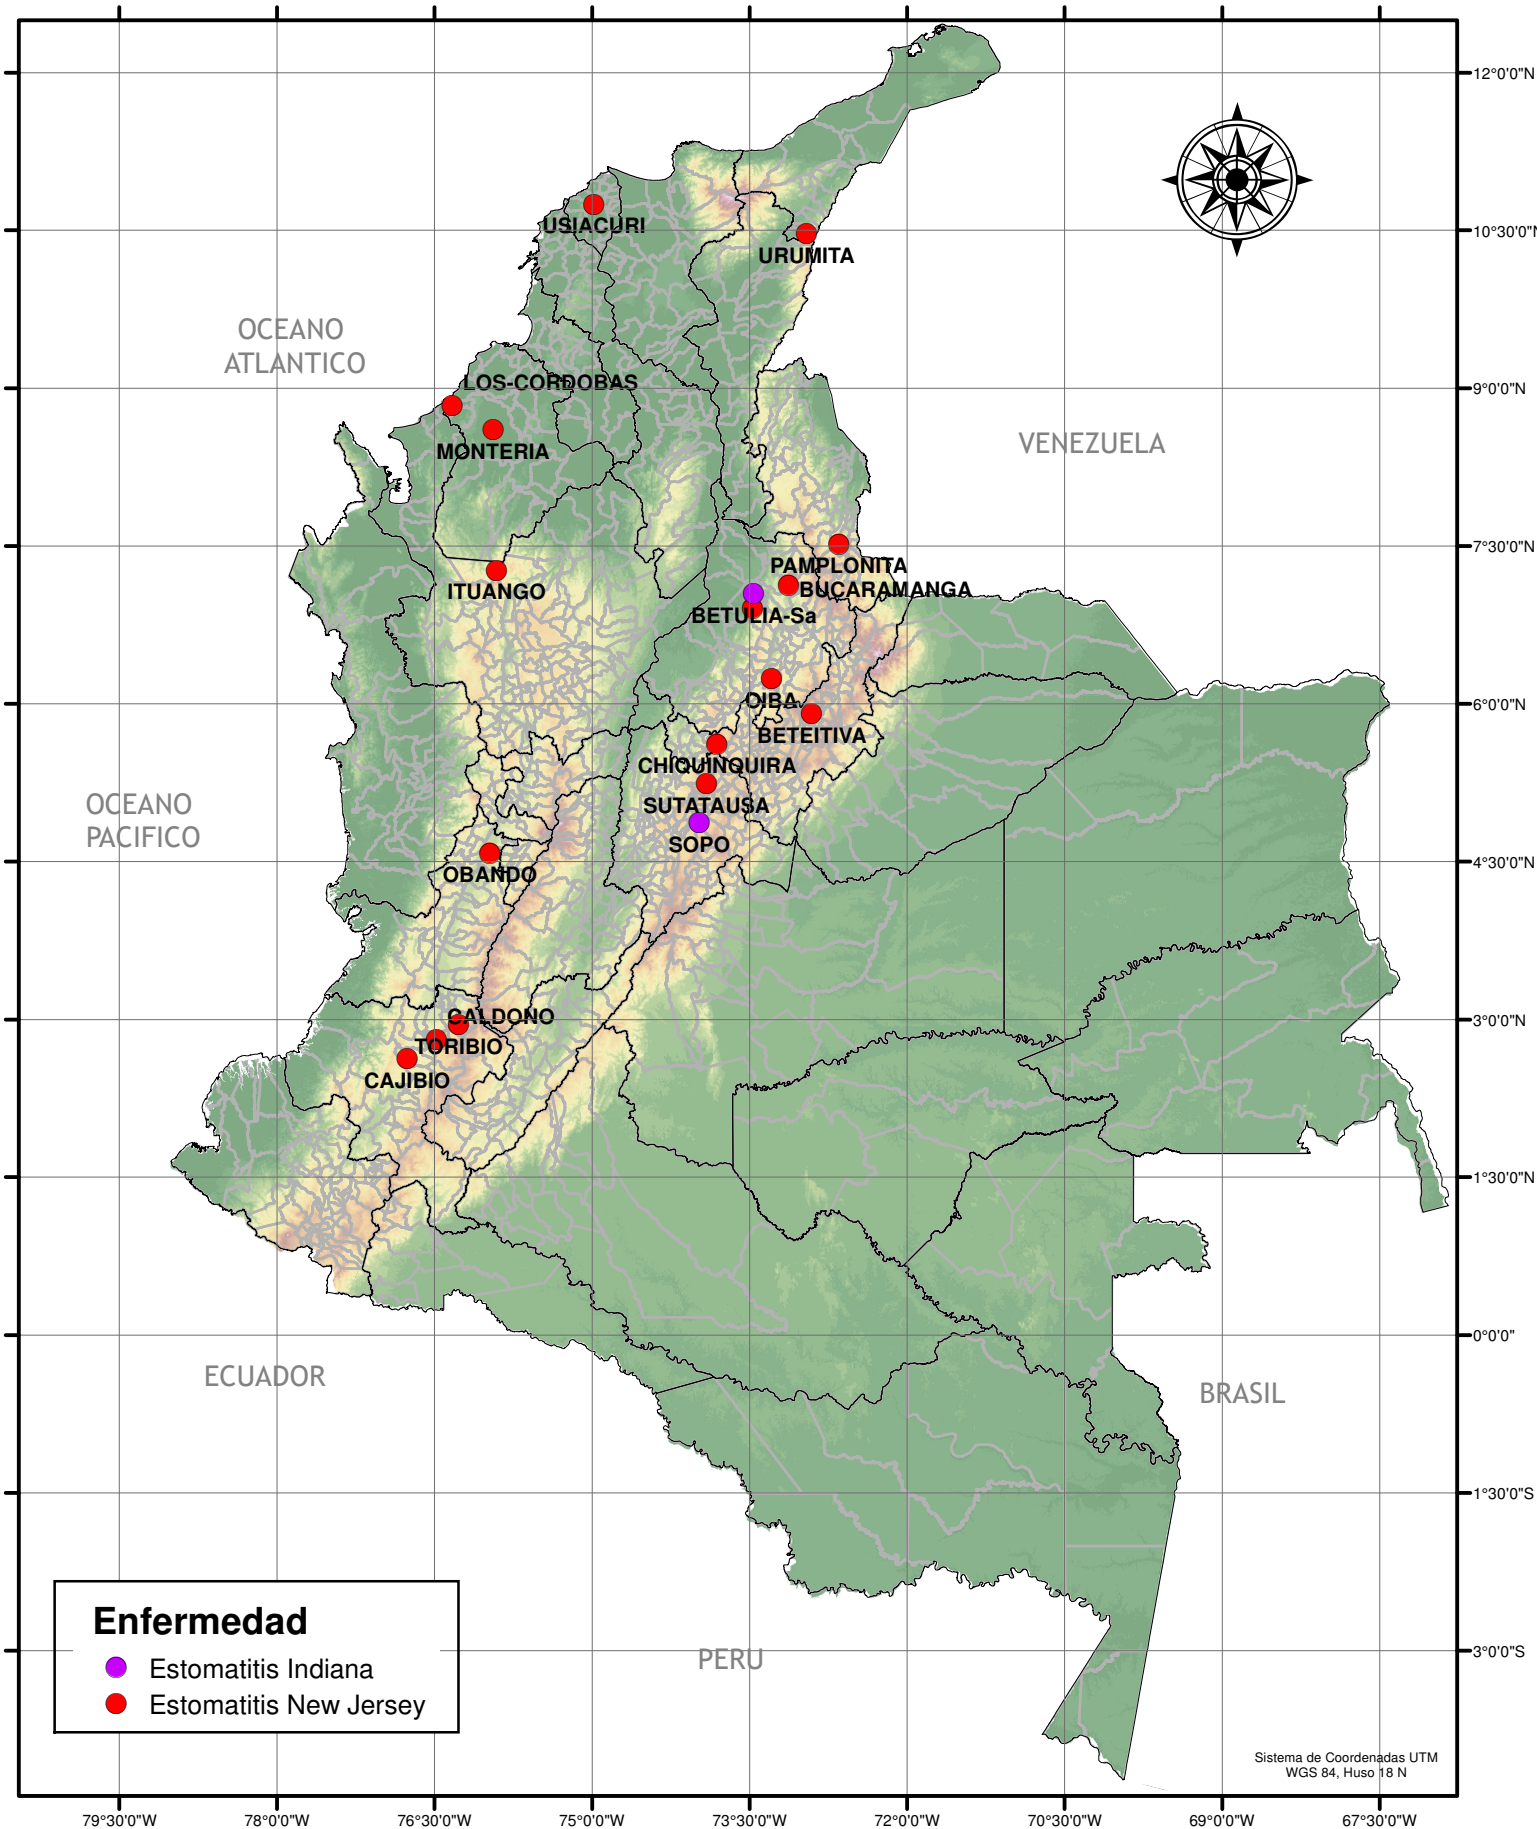 12°0'0"N
USIACURI
10°30'0"N
URUMITA
OCEANO
ATLANTICO
LOS-CORDOBAS
9°0'0"N
MONTERIA
VENEZUELA
7°30'0"N
PAMPLONITA
ITUANGO
BUCARAMANGA
BETULIA-Sa
OIBA
6°0'0"N
BETEITIVA
CHIQUINQUIRA
OCEANO
PACIFICO
SUTATAUSA
SOPO
4°30'0"N
OBANDO
CALDONO
3°0'0"N
TORIBIO
CAJIBIO
1°30'0"N
0°0'0"
ECUADOR
BRASIL
1°30'0"S
Enfermedad
Estomatitis Indiana
Estomatitis New Jersey
PERU
3°0'0"S
Sistema de Coordenadas UTM
WGS 84, Huso 18 N
79°30'0"W 78°0'0"W 76°30'0"W 75°0'0"W 73°30'0"W 72°0'0"W 70°30'0"W 69°0'0"W 67°30'0"W